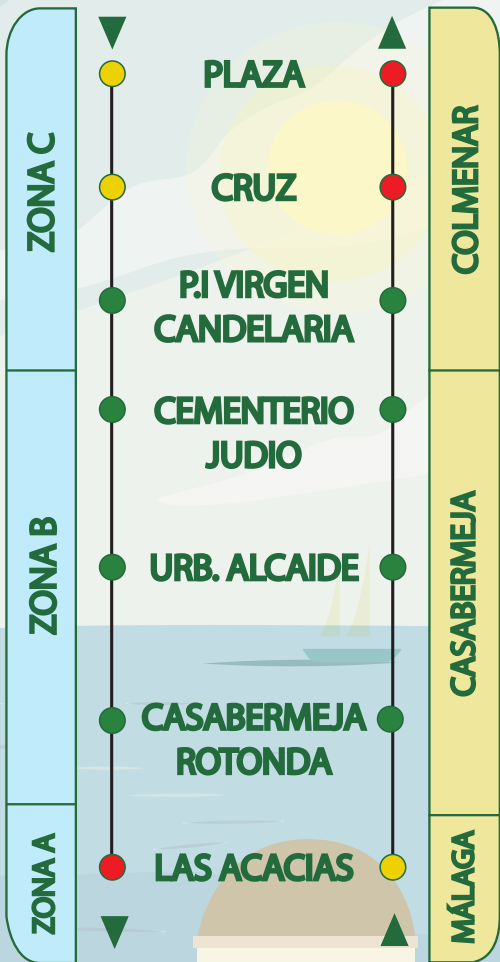 ZONA C
ZONA B
ZONA A
PLAZA
CRUZ
P.I VIRGEN
CANDELARIA
CEMENTERIO
JUDIO
URB. ALCAIDE
CASABERMEJA
ROTONDA
LAS ACACIAS
COLMENAR
CASABERMEJA
MÁLAGA